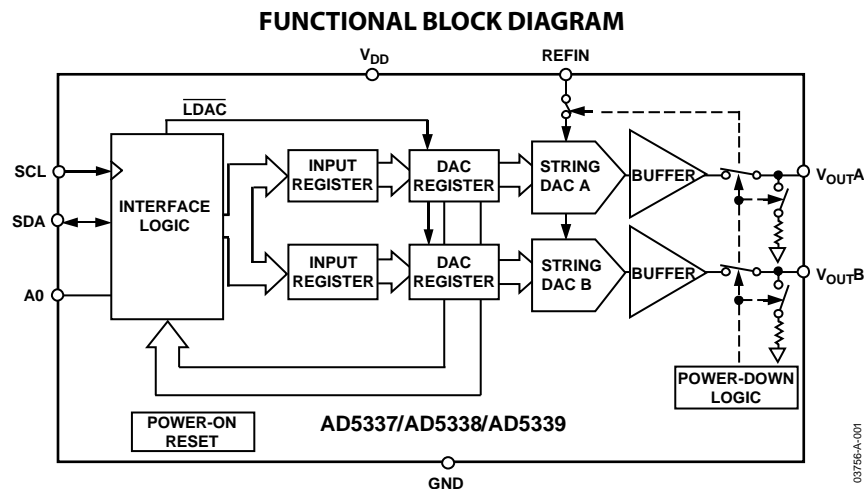 FUNCTIONAL BLOCK DIAGRAM
VDD
REFIN
LDAC
SCL
SDA
A0
INTERFACE
LOGIC
INPUT
REGISTER
DAC
REGISTER
STRING
DAC A
BUFFER
VOUTA
INPUT
REGISTER
DAC
REGISTER
STRING
DAC B
BUFFER
VOUTB
POWER-DOWN
LOGIC
POWER-ON
RESET
AD5337/AD5338/AD5339
GND
03756-A-001